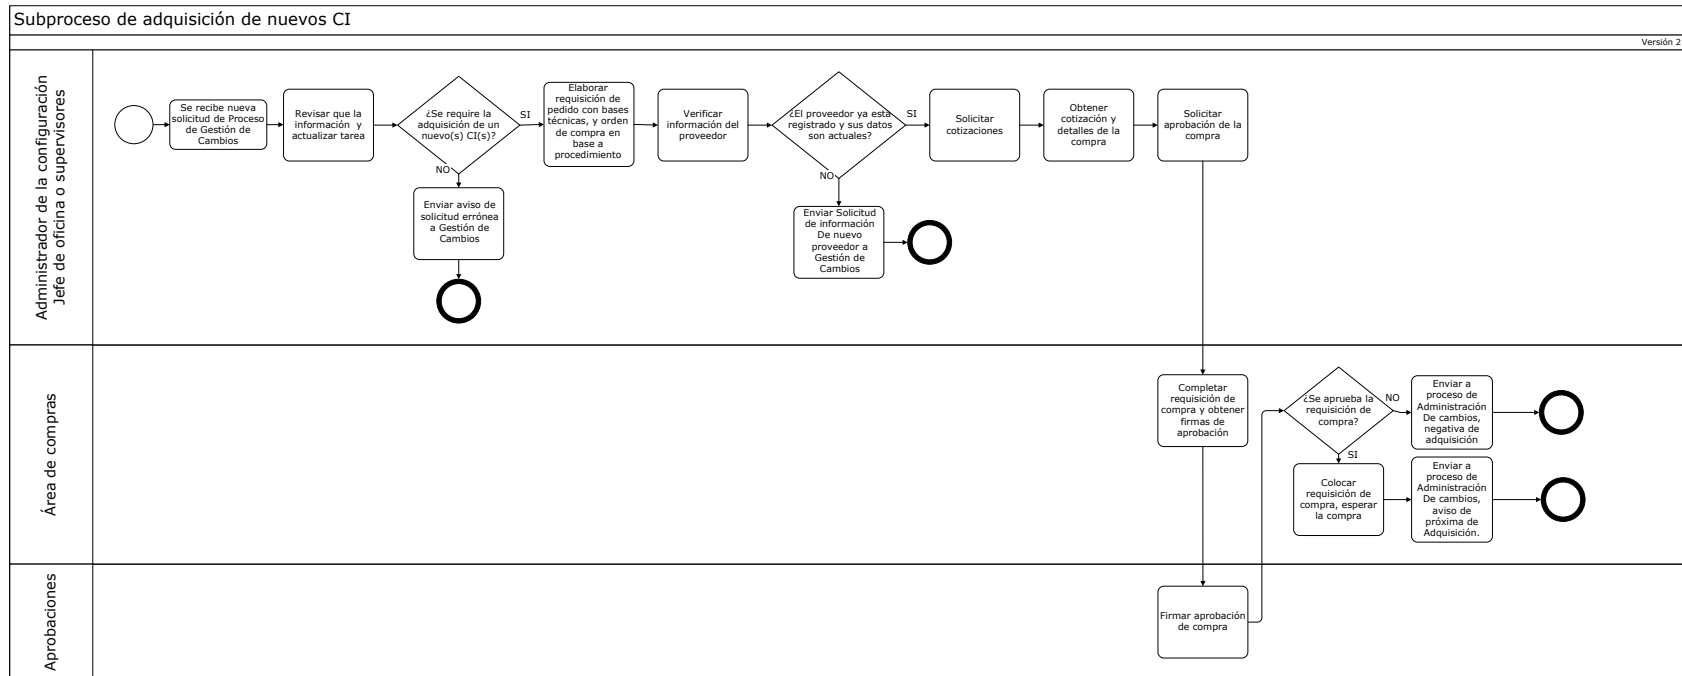 Subproceso de adquisición de nuevos CI
Versión 2
Administrador de la configuración
Jefe de oficina o supervisores
Se recibe nueva
solicitud de Proceso
de Gestión de
Cambios
Revisar que la
información y
actualizar tarea
¿Se require la
adquisición de un
nuevo(s) CI(s)?
SI
NO
Enviar aviso de
solicitud errónea
a Gestión de
Cambios
Elaborar
requisición de
pedido con bases
técnicas, y orden
de compra en
base a
procedimiento
Verificar
información del
proveedor
¿El proveedor ya esta
registrado y sus datos
son actuales?
SI
NO
Enviar Solicitud
de información
De nuevo
proveedor a
Gestión de
Cambios
Solicitar
cotizaciones
Obtener
cotización y
detalles de la
compra
Solicitar
aprobación de la
compra
Área de compras
Completar
requisición de
compra y obtener
firmas de
aprobación
¿Se aprueba la
requisición de
compra?
NO
SI
Enviar a
proceso de
Administración
De cambios,
negativa de
adquisición
Colocar
requisición de
compra, esperar
la compra
Enviar a
proceso de
Administración
De cambios,
aviso de
próxima de
Adquisición.
Aprobaciones
Firmar aprobación
de compra